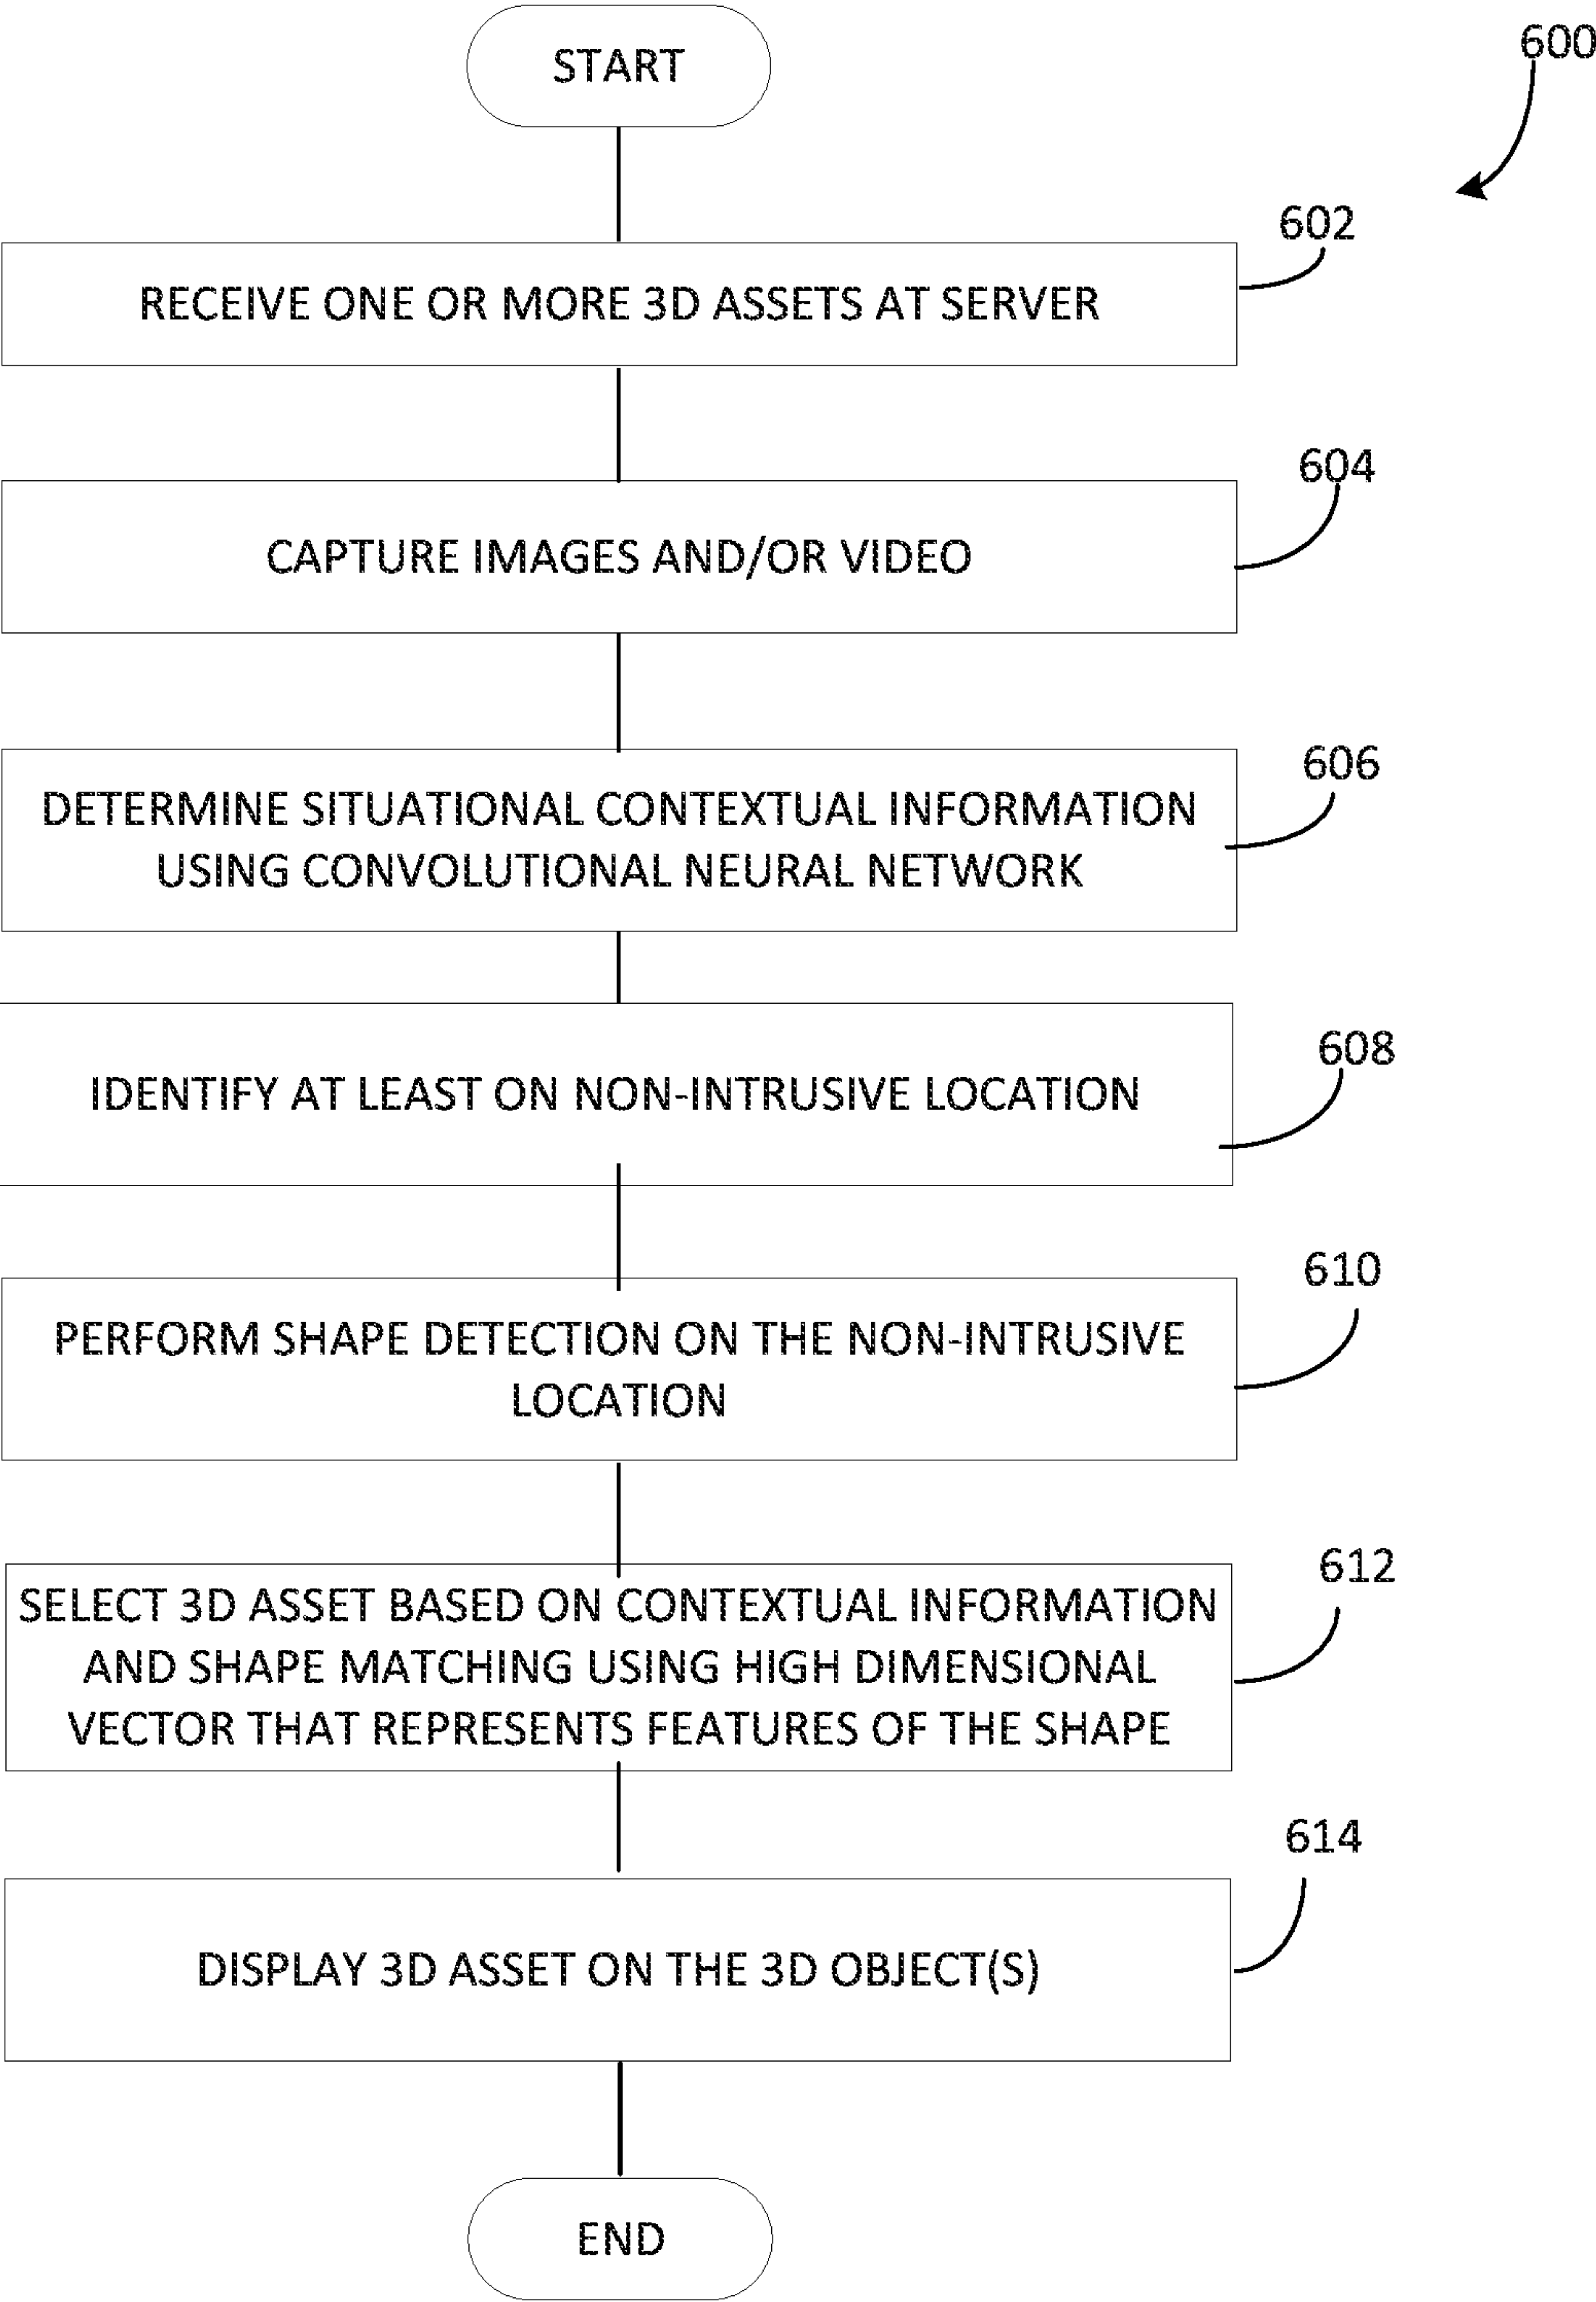 START
600
602
RECEIVE ONE OR MORE 3D ASSETS AT SERVER
604
CAPTURE IMAGES AND/OR VIDEO
606
DETERMINE SITUATIONAL CONTEXTUAL INFORMATION
USING CONVOLUTIONAL NEURAL NETWORK
608
IDENTIFY AT LEAST ON NON-INTRUSIVE LOCATION
610
PERFORM SHAPE DETECTION ON THE NON-INTRUSIVE
LOCATION
612
SELECT 3D ASSET BASED ON CONTEXTUAL INFORMATION
AND SHAPE MATCHING USING HIGH DIMENSIONAL
VECTOR THAT REPRESENTS FEATURES OF THE SHAPE
614
DISPLAY 3D ASSET ON THE 3D OBJECT(S)
END